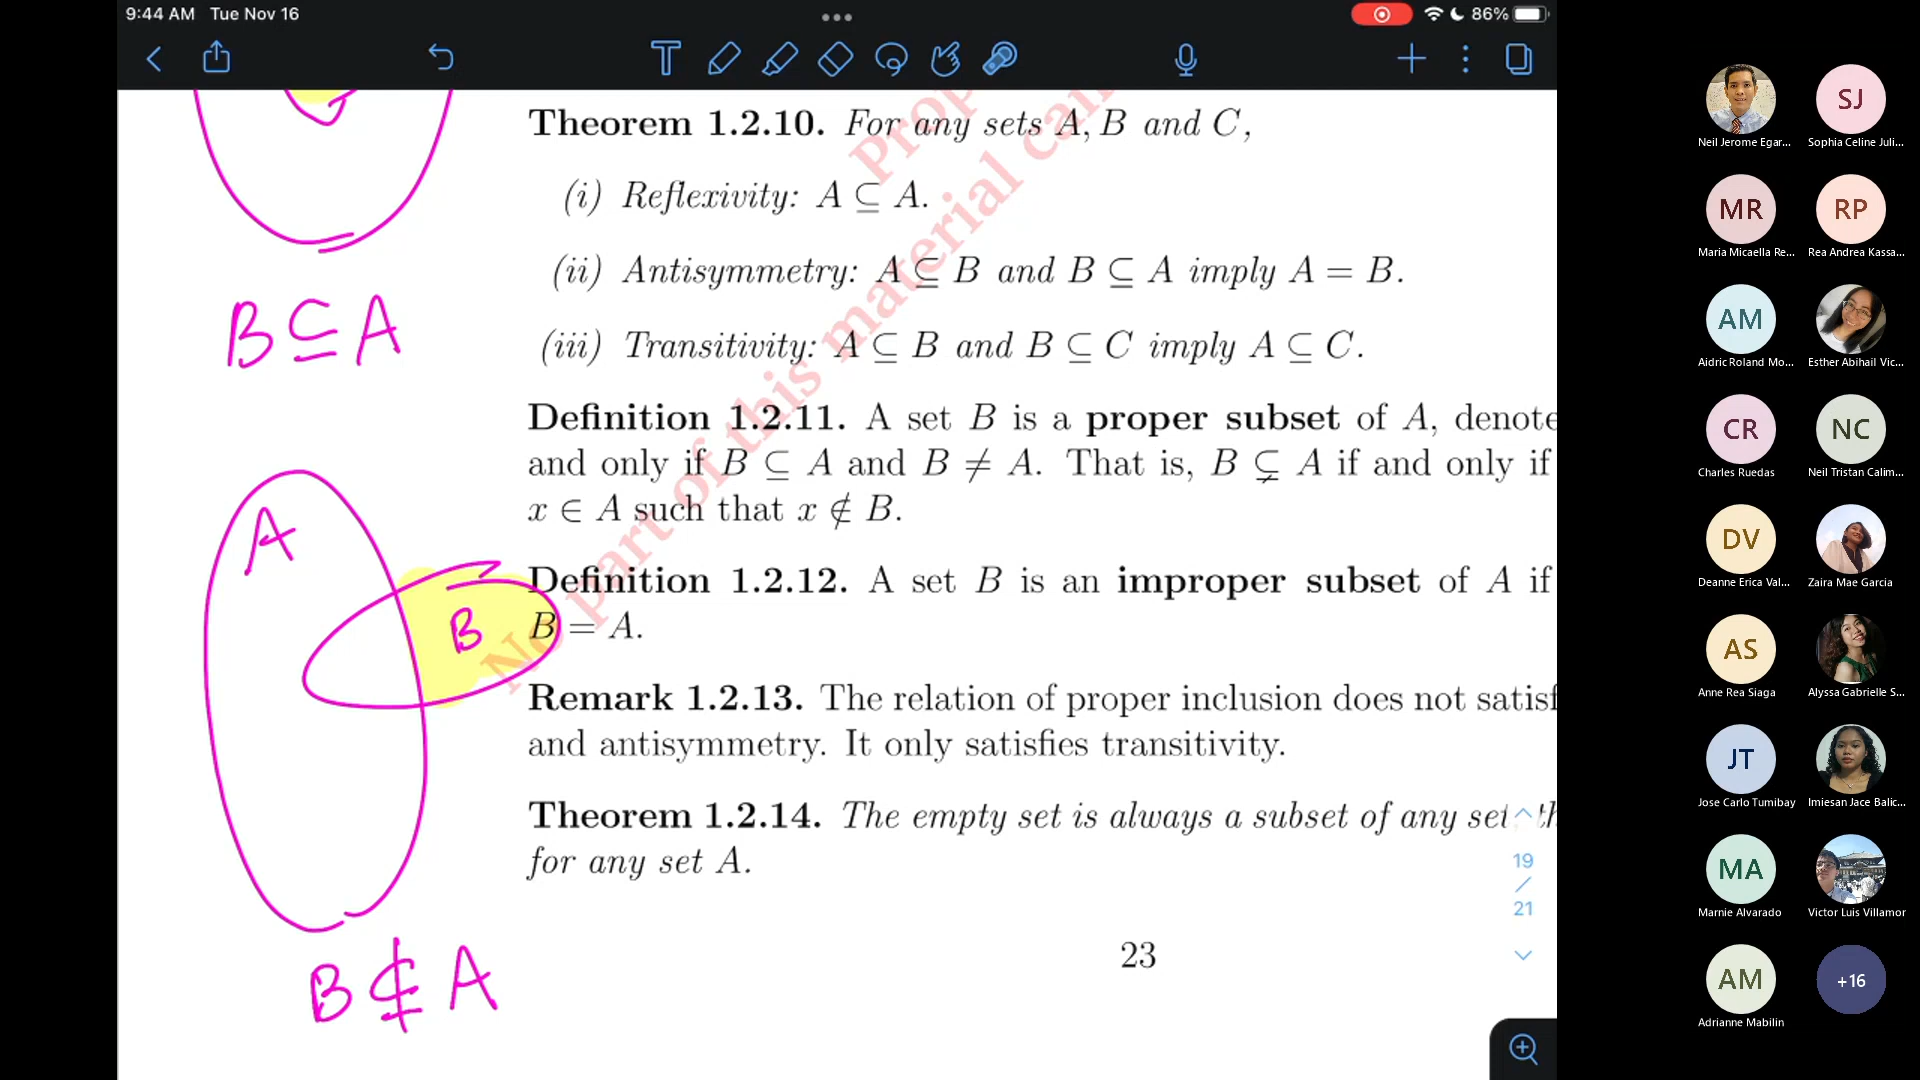 9:44 AM Tue Nov 16
86%
Theorem 1.2.10. For any sets A, B and C,
(i) Reflexivity: A ⊆ A.
(ii) Antisymmetry: A ⊆ B and B ⊆ A imply A = B.
(iii) Transitivity: A ⊆ B and B ⊆ C imply A ⊆ C.
Definition 1.2.11. A set B is a proper subset of A, denote
and only if B ⊆ A and B ≠ A. That is, B ⊊ A if and only if
x ∈ A such that x ∉ B.
Definition 1.2.12. A set B is an improper subset of A if
B = A.
Remark 1.2.13. The relation of proper inclusion does not satisf
and antisymmetry. It only satisfies transitivity.
Theorem 1.2.14. The empty set is always a subset of any set, th
for any set A.
23
19
/
21
No part of this material can
Prop
B ⊆ A
A
B
B ⊈ A
Neil Jerome Egar...
SJ
Sophia Celine Juli...
MR
Maria Micaella Re...
RP
Rea Andrea Kassa...
AM
Aidric Roland Mo...
Esther Abihail Vic...
CR
Charles Ruedas
NC
Neil Tristan Calim...
DV
Deanne Erica Val...
Zaira Mae Garcia
AS
Anne Rea Siaga
Alyssa Gabrielle S...
JT
Jose Carlo Tumibay
Imiesan Jace Balic...
MA
Marnie Alvarado
Victor Luis Villamor
AM
Adrianne Mabilin
+16